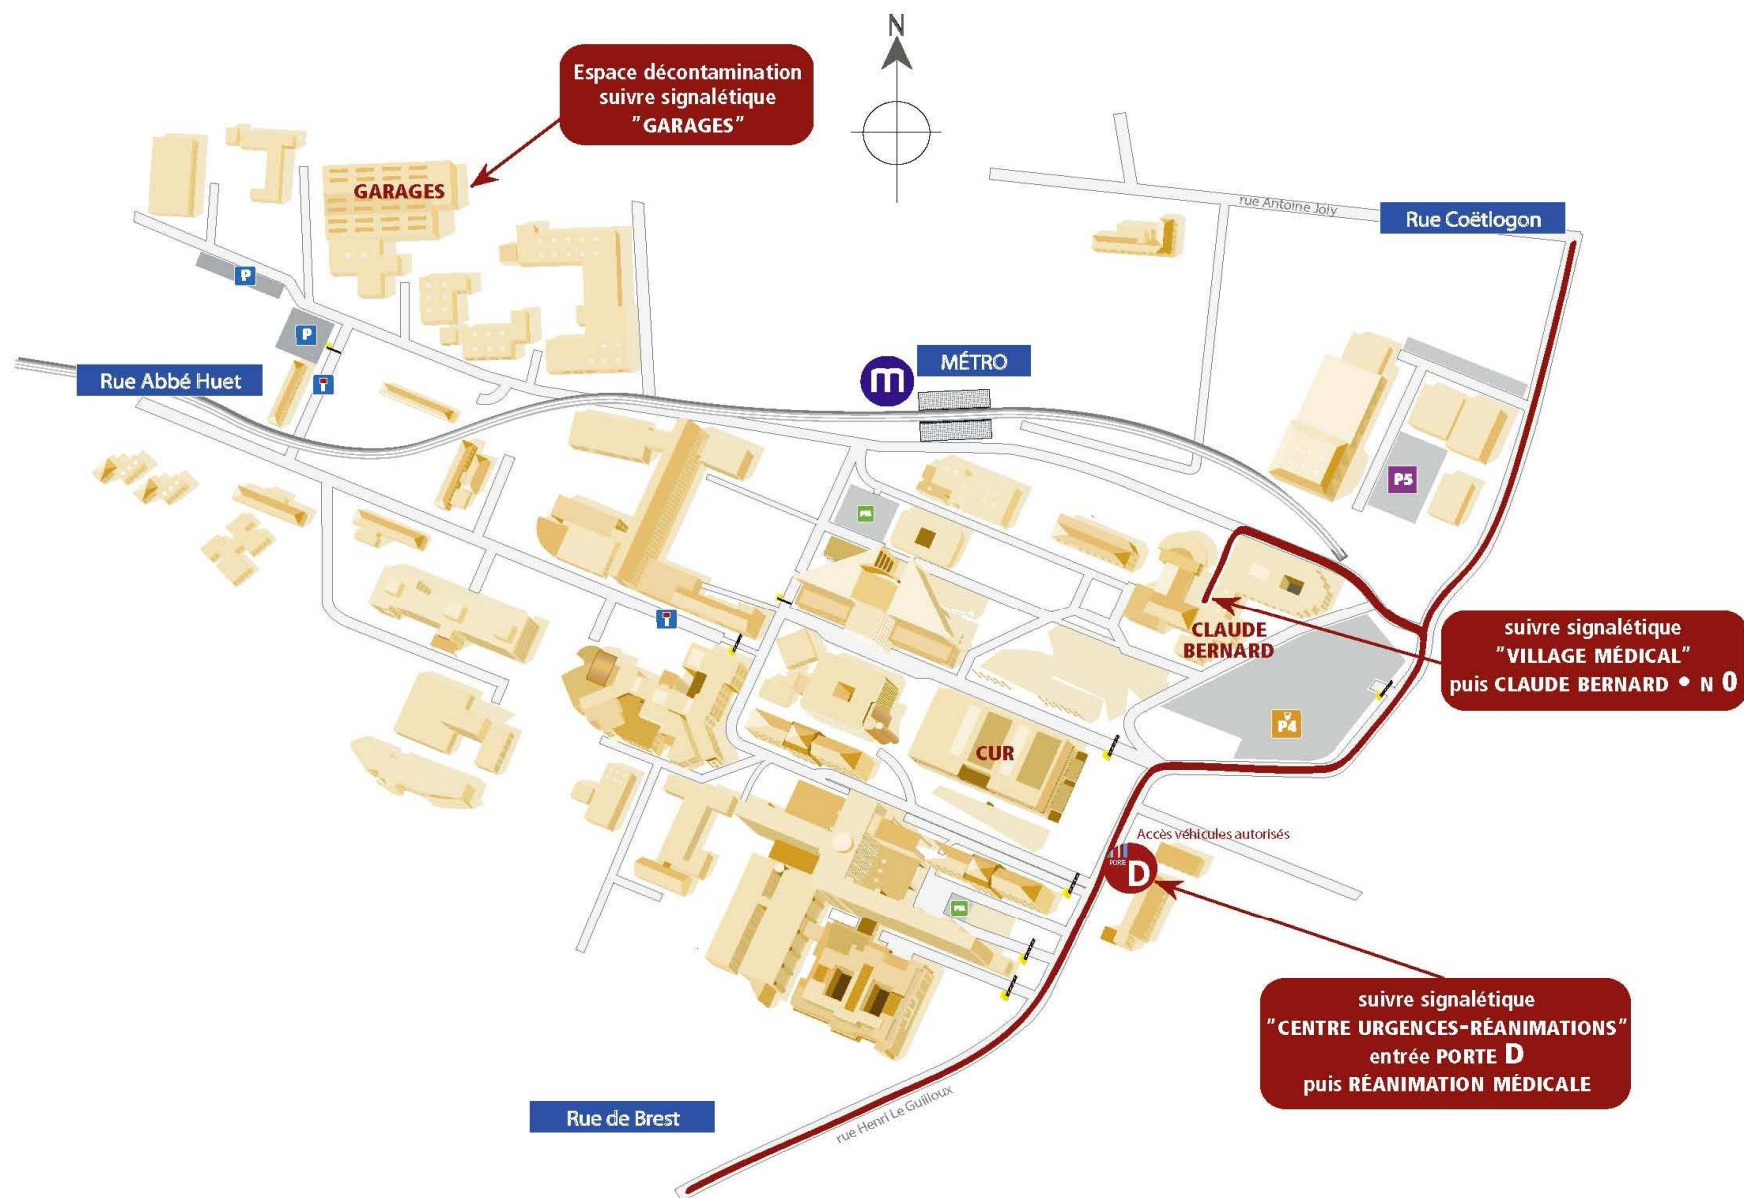 N
Espace décontamination
suivre signalétique
"GARAGES"
GARAGES
rue Antoine Joly
Rue Coëtlogon
P
P
Rue Abbé Huet
m
MÉTRO
P5
CLAUDE
BERNARD
suivre signalétique
"VILLAGE MÉDICAL"
puis CLAUDE BERNARD • N 0
P4
CUR
Accès véhicules autorisés
PORTE
D
suivre signalétique
"CENTRE URGENCES-RÉANIMATIONS"
entrée PORTE D
puis RÉANIMATION MÉDICALE
Rue de Brest
rue Henri Le Guilloux